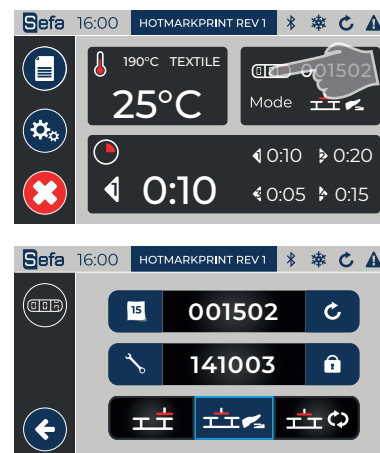 Sefa 16:00 HOTMARKPRINT REV 1
190°C TEXTILE
001502
25°C
Mode
1 0:10
0:10 0:20
0:05 0:15
Sefa 16:00 HOTMARKPRINT REV 1
15 001502
141003